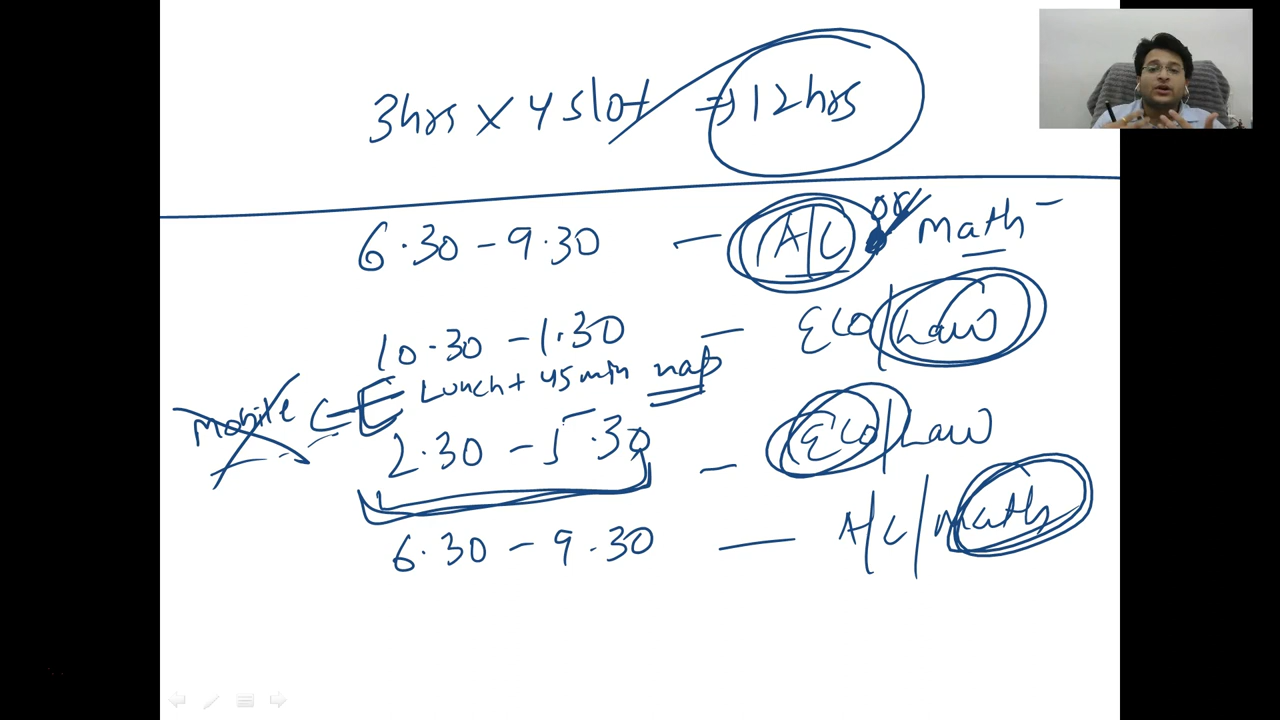 3hrs x 4 slot → 12 hrs
6.30 - 9.30 — A/C or Math -
10.30 - 1.30 — ECO/Law
Lunch + 45 min nap
Mobile
2.30 - 5.30 — ECO/Law
6.30 - 9.30 — A/C/Math